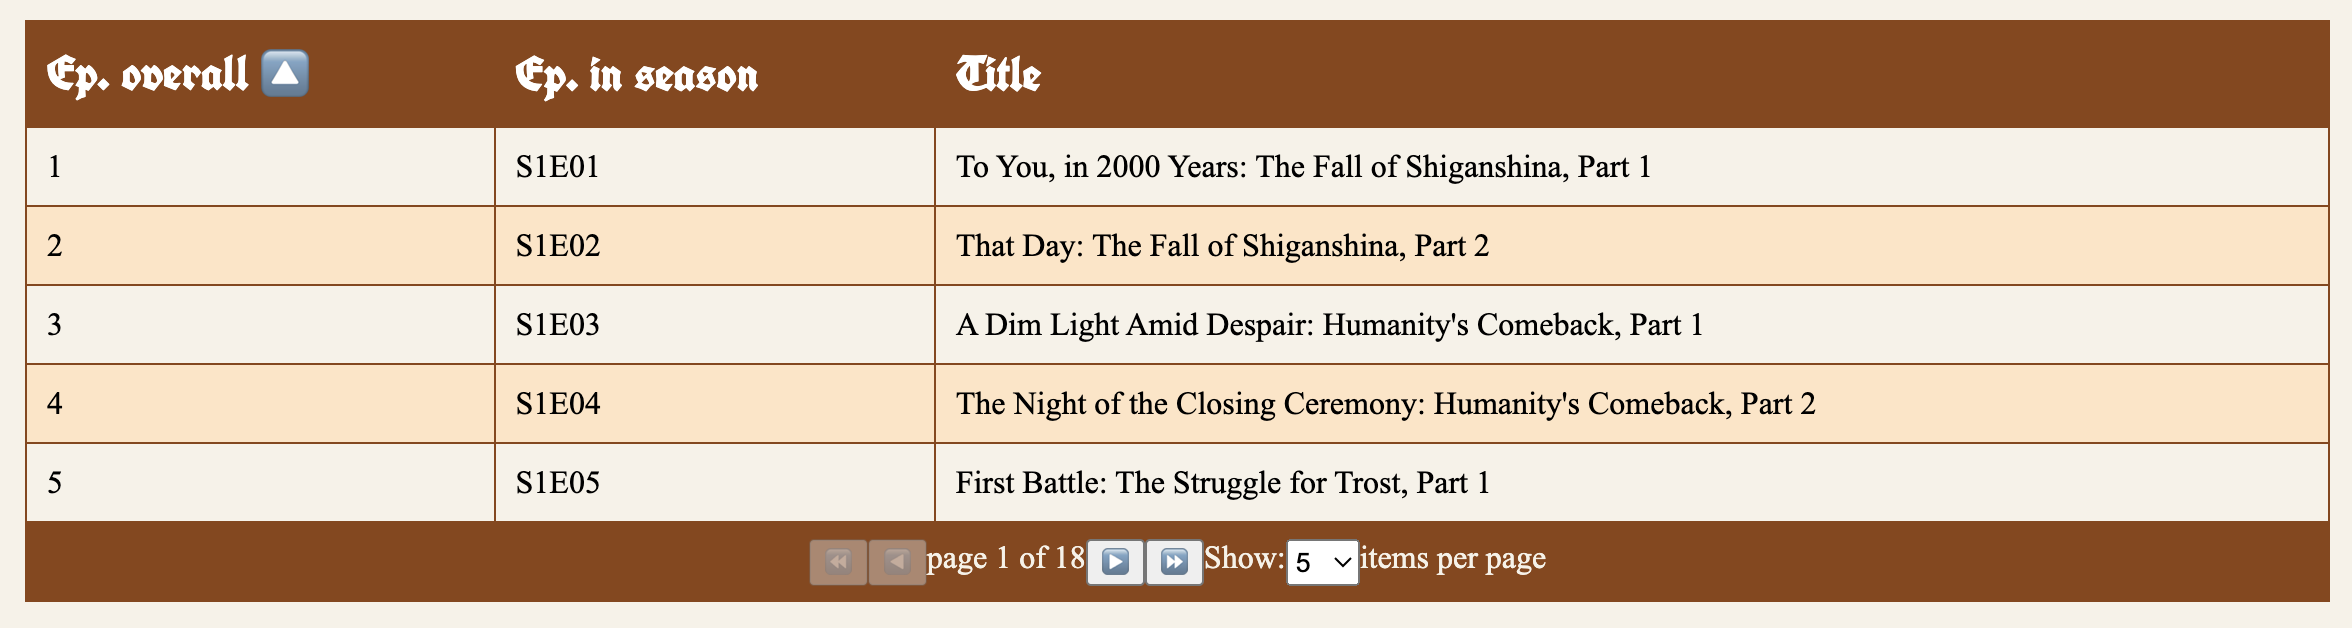 Ep. overall 🔼 Ep. in season Title
1 S1E01 To You, in 2000 Years: The Fall of Shiganshina, Part 1
2 S1E02 That Day: The Fall of Shiganshina, Part 2
3 S1E03 A Dim Light Amid Despair: Humanity's Comeback, Part 1
4 S1E04 The Night of the Closing Ceremony: Humanity's Comeback, Part 2
5 S1E05 First Battle: The Struggle for Trost, Part 1
⏪ ◀ page 1 of 18 ▶ ⏩ Show: 5 items per page